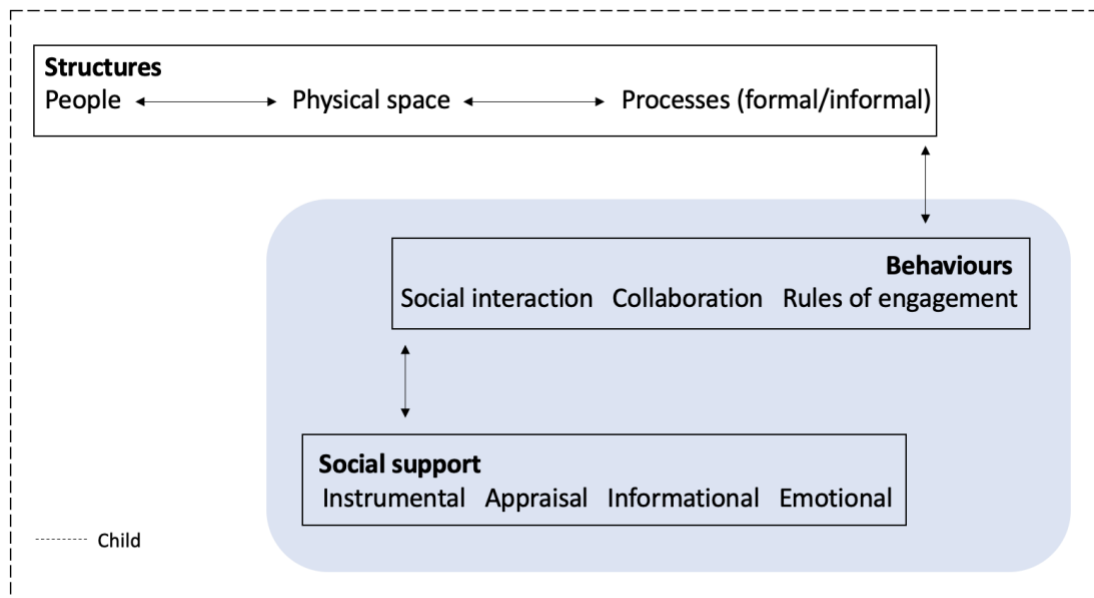 Structures
People Physical space Processes (formal/informal)
Behaviours
Social interaction Collaboration Rules of engagement
Social support
Instrumental Appraisal Informational Emotional
Child